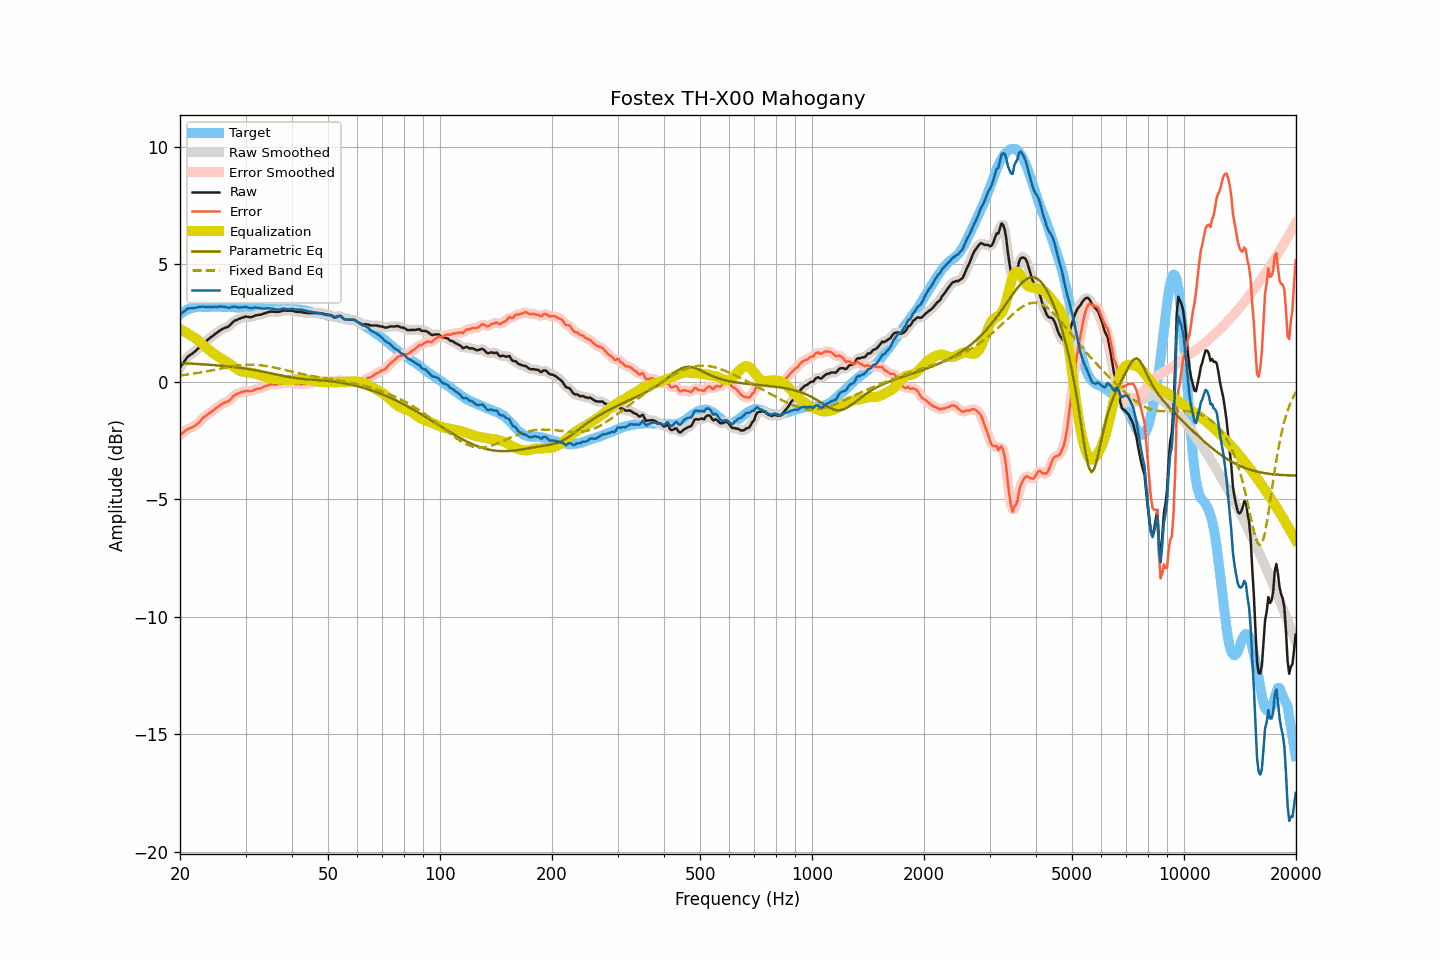 Fostex TH-X00 Mahogany
Target
Raw Smoothed
Error Smoothed
Raw
Error
Equalization
Parametric Eq
Fixed Band Eq
Equalized
10
5
0
−5
−10
−15
−20
Amplitude (dBr)
20 50 100 200 500 1000 2000 5000 10000 20000
Frequency (Hz)